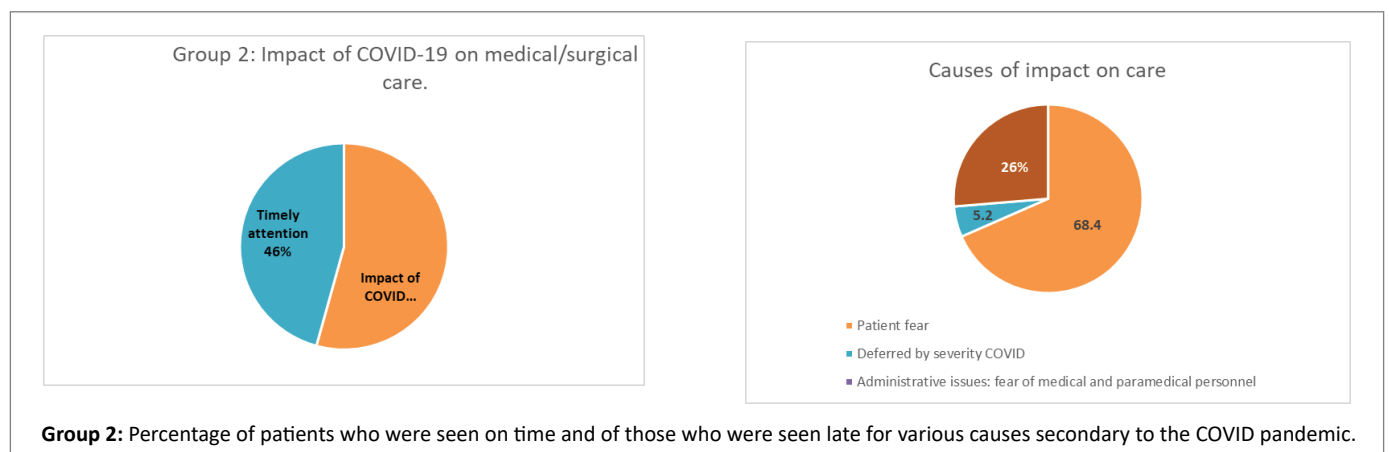 Group 2: Impact of COVID-19 on medical/surgical
care.
Timely
attention
46%
Impact of
COVID...
Causes of impact on care
26%
5.2
68.4
Patient fear
Deferred by severity COVID
Administrative issues: fear of medical and paramedical personnel
Group 2: Percentage of patients who were seen on time and of those who were seen late for various causes secondary to the COVID pandemic.